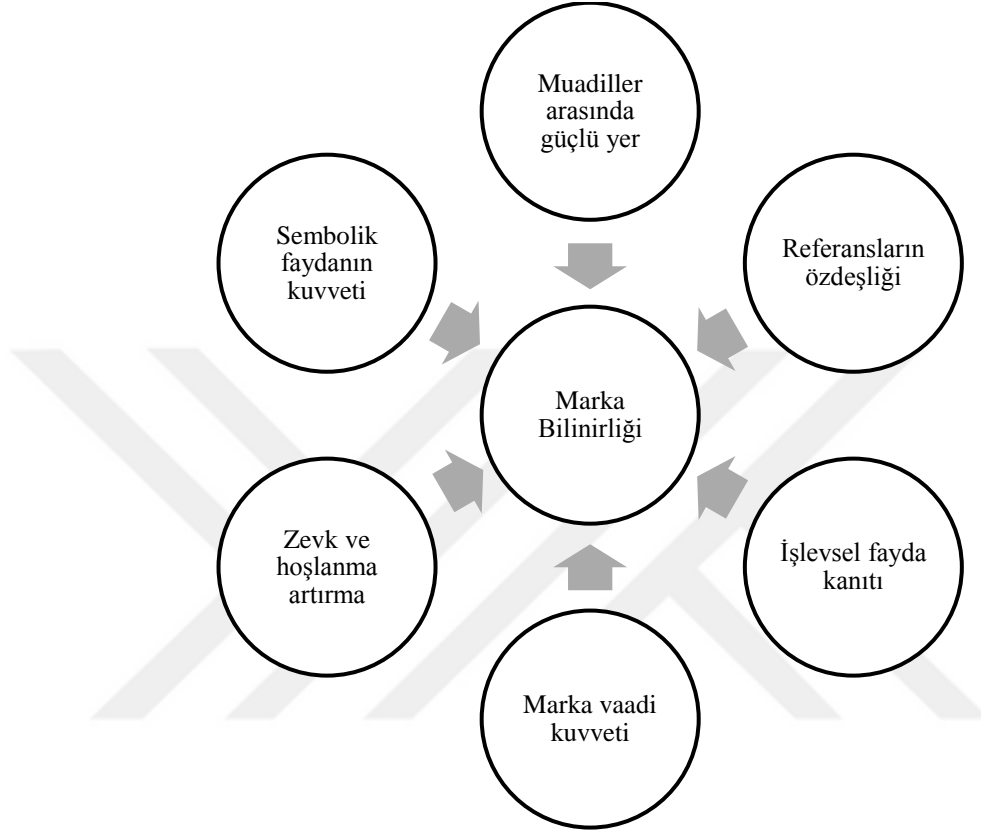 Muadiller
arasında
güçlü yer
Sembolik
faydanın
kuvveti
Referansların
özdeşliği
Marka
Bilinirliği
Zevk ve
hoşlanma
artırma
İşlevsel fayda
kanıtı
Marka vaadi
kuvveti